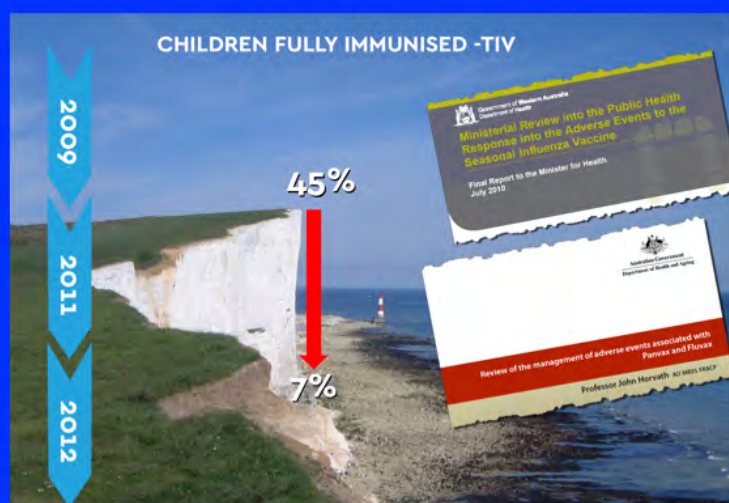 CHILDREN FULLY IMMUNISED -TIV
2009
2011
2012
45%
7%
Government of Western Australia
Department of Health
Ministerial Review into the Public Health
Response into the Adverse Events to the
Seasonal Influenza Vaccine
Final Report to the Minister for Health
July 2010
Australian Government
Department of Health and Ageing
Review of the management of adverse events associated with
Panvax and Fluvax
Professor John Horvath AO MBBS FRACP